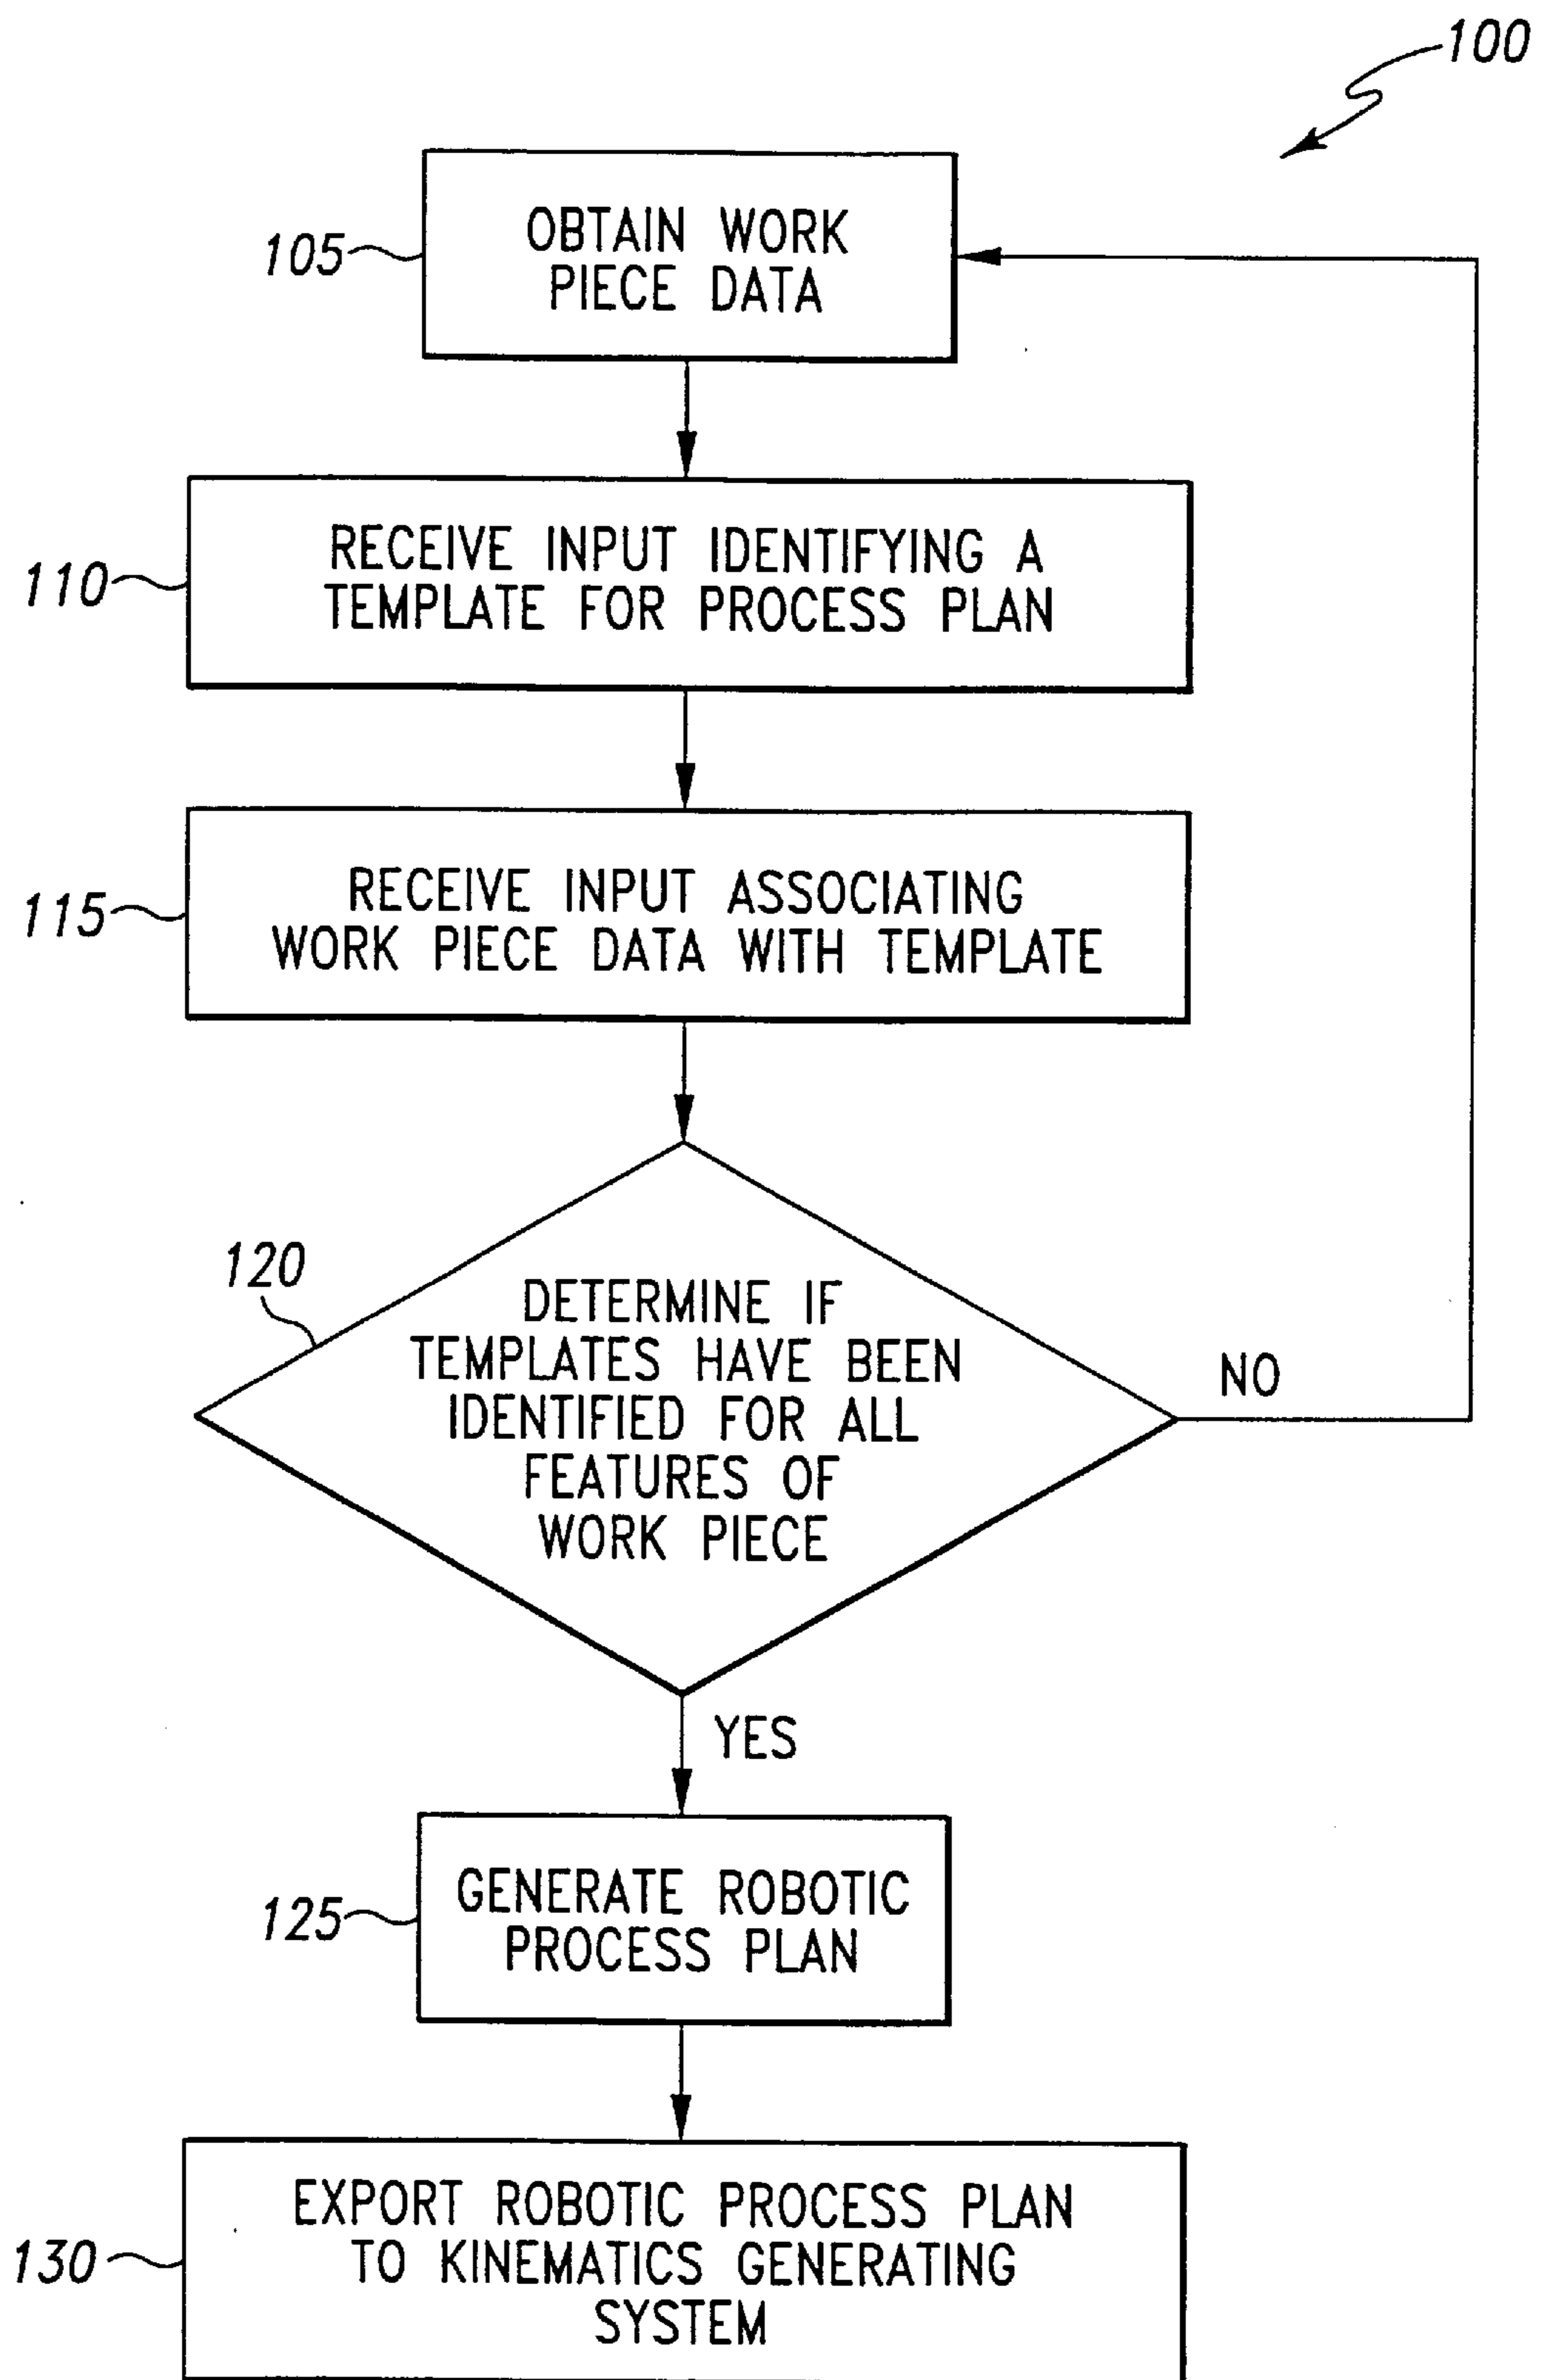 100
105
OBTAIN WORK
PIECE DATA
110
RECEIVE INPUT IDENTIFYING A
TEMPLATE FOR PROCESS PLAN
115
RECEIVE INPUT ASSOCIATING
WORK PIECE DATA WITH TEMPLATE
120
DETERMINE IF
TEMPLATES HAVE BEEN
IDENTIFIED FOR ALL
FEATURES OF
WORK PIECE
NO
YES
125
GENERATE ROBOTIC
PROCESS PLAN
130
EXPORT ROBOTIC PROCESS PLAN
TO KINEMATICS GENERATING
SYSTEM